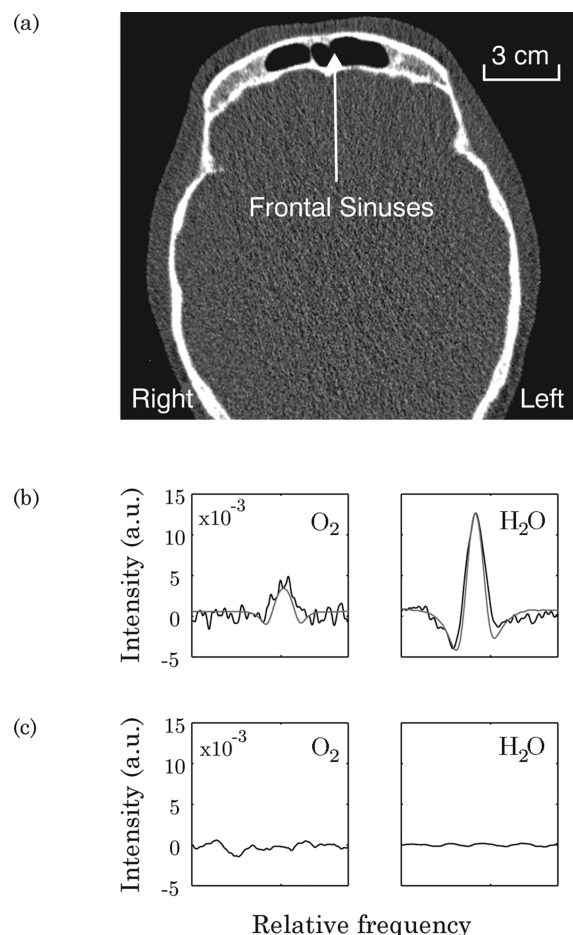 (a)
3 cm
Frontal Sinuses
Right
Left
(b)
Intensity (a.u.)
15
10
5
0
-5
x10⁻³
O₂
H₂O
(c)
Intensity (a.u.)
15
10
5
0
-5
x10⁻³
O₂
H₂O
Relative frequency